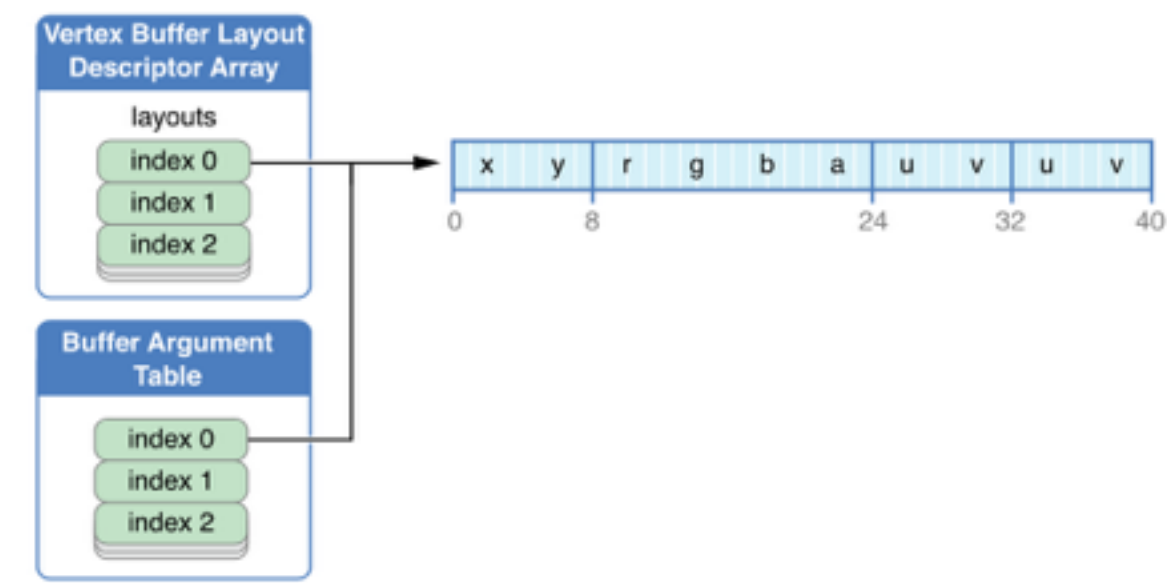 Vertex Buffer Layout
Descriptor Array
layouts
index 0
index 1
index 2
x y r g b a u v u v
0 8 24 32 40
Buffer Argument
Table
index 0
index 1
index 2